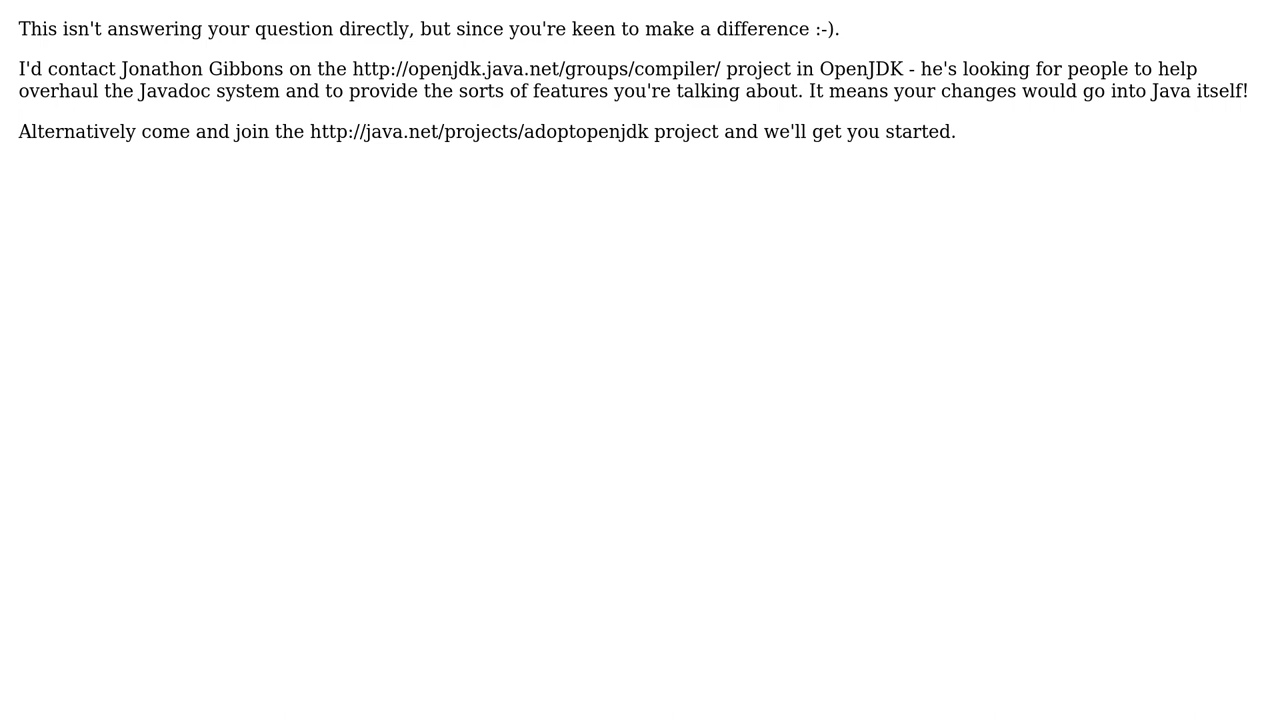 This isn't answering your question directly, but since you're keen to make a difference :-).
I'd contact Jonathon Gibbons on the http://openjdk.java.net/groups/compiler/ project in OpenJDK - he's looking for people to help
overhaul the Javadoc system and to provide the sorts of features you're talking about. It means your changes would go into Java itself!
Alternatively come and join the http://java.net/projects/adoptopenjdk project and we'll get you started.